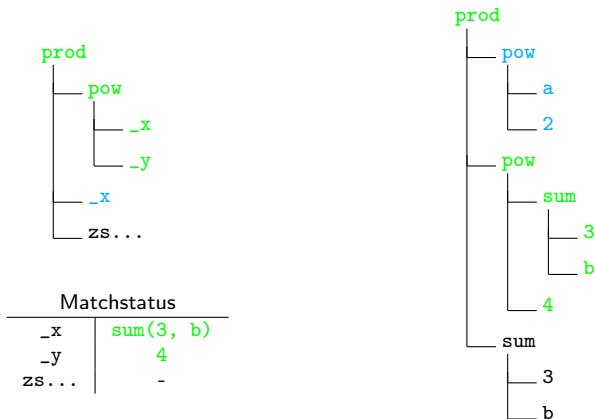 prod
pow
_x
_y
_x
zs...
Matchstatus
_x sum(3, b)
_y 4
zs... -
prod
pow
a
2
pow
sum
3
b
4
sum
3
b